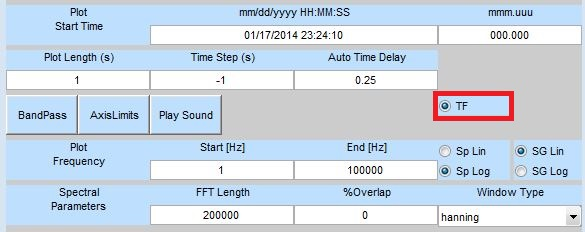 Plot mm/dd/yyyy HH:MM:SS mmm.uuu
Start Time 01/17/2014 23:24:10 000.000
Plot Length (s) Time Step (s) Auto Time Delay
1 -1 0.25
TF
BandPass AxisLimits Play Sound
Plot Start [Hz] End [Hz] Sp Lin SG Lin
Frequency 1 100000 Sp Log SG Log
Spectral FFT Length %Overlap Window Type
Parameters 200000 0 hanning